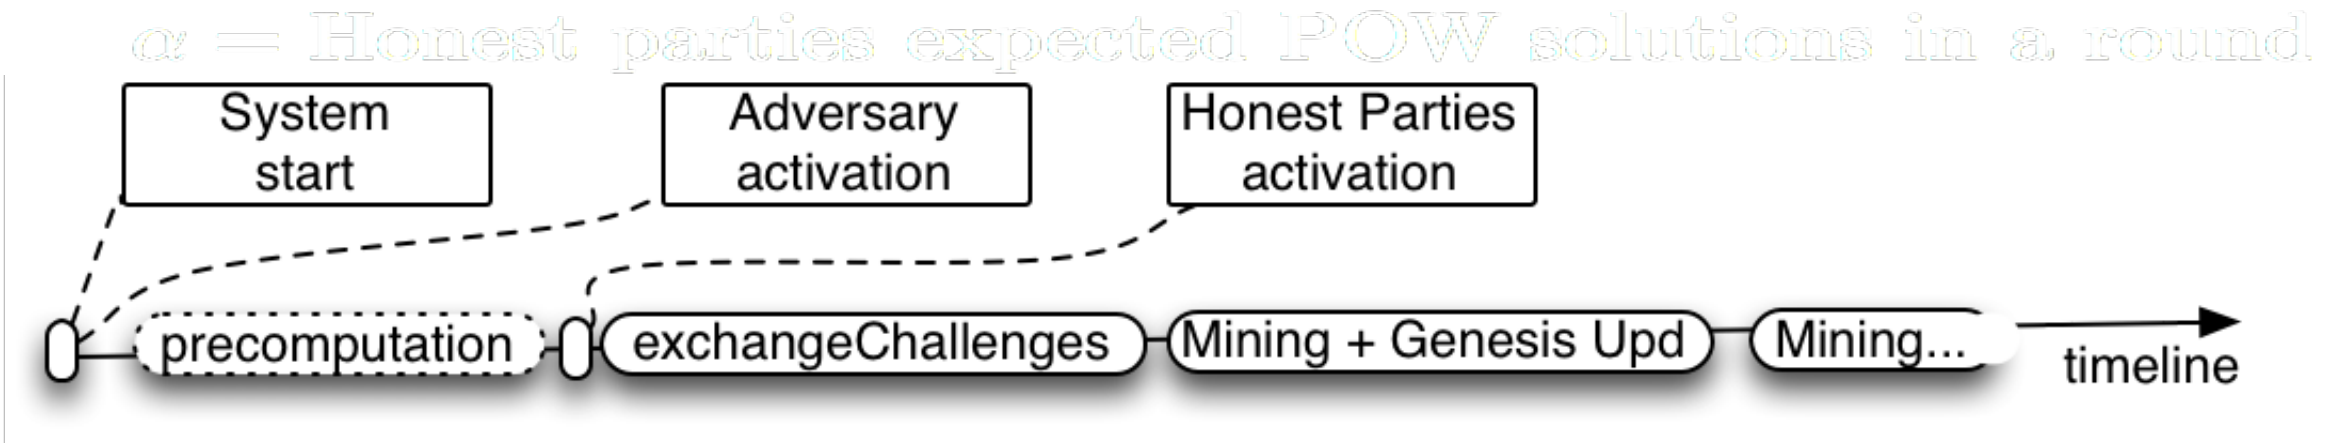 α = Honest parties expected POW solutions in a round
System
start
Adversary
activation
Honest Parties
activation
precomputation
exchangeChallenges
Mining + Genesis Upd
Mining...
timeline